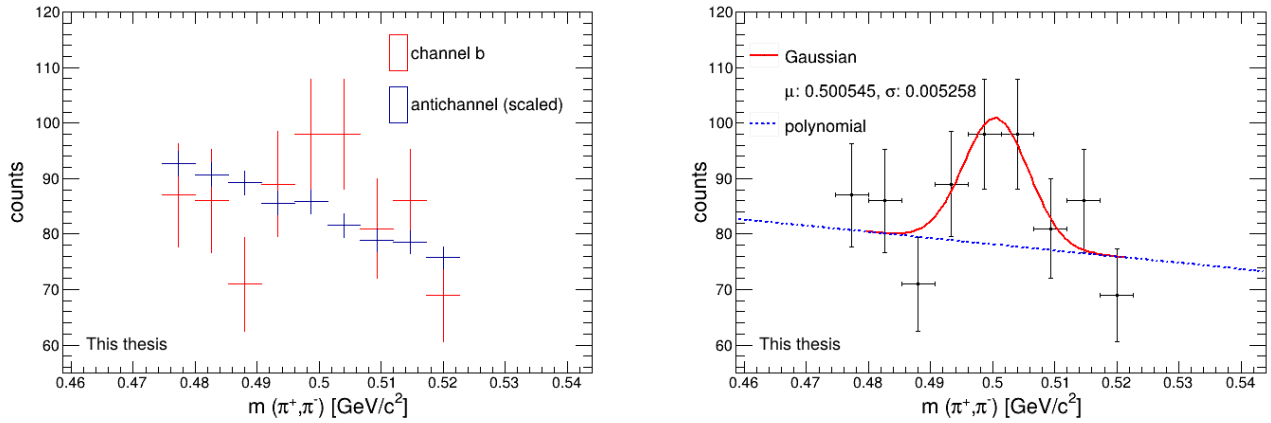 120
110
100
90
80
70
60
counts
channel b
antichannel (scaled)
This thesis
0.46 0.47 0.48 0.49 0.5 0.51 0.52 0.53 0.54
m (π⁺,π⁻) [GeV/c²]
120
110
100
90
80
70
60
counts
Gaussian
μ: 0.500545, σ: 0.005258
polynomial
This thesis
0.46 0.47 0.48 0.49 0.5 0.51 0.52 0.53 0.54
m (π⁺,π⁻) [GeV/c²]